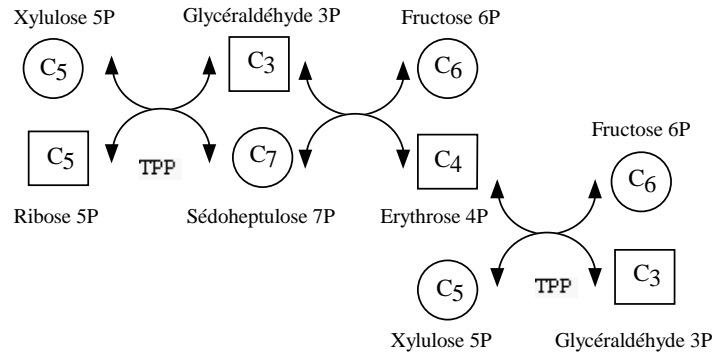 Xylulose 5P
Glycéraldéhyde 3P
Fructose 6P
C5
C3
C6
C5
TPP
C7
C4
Ribose 5P
Sédoheptulose 7P
Erythrose 4P
Fructose 6P
C6
C5
TPP
C3
Xylulose 5P
Glycéraldéhyde 3P